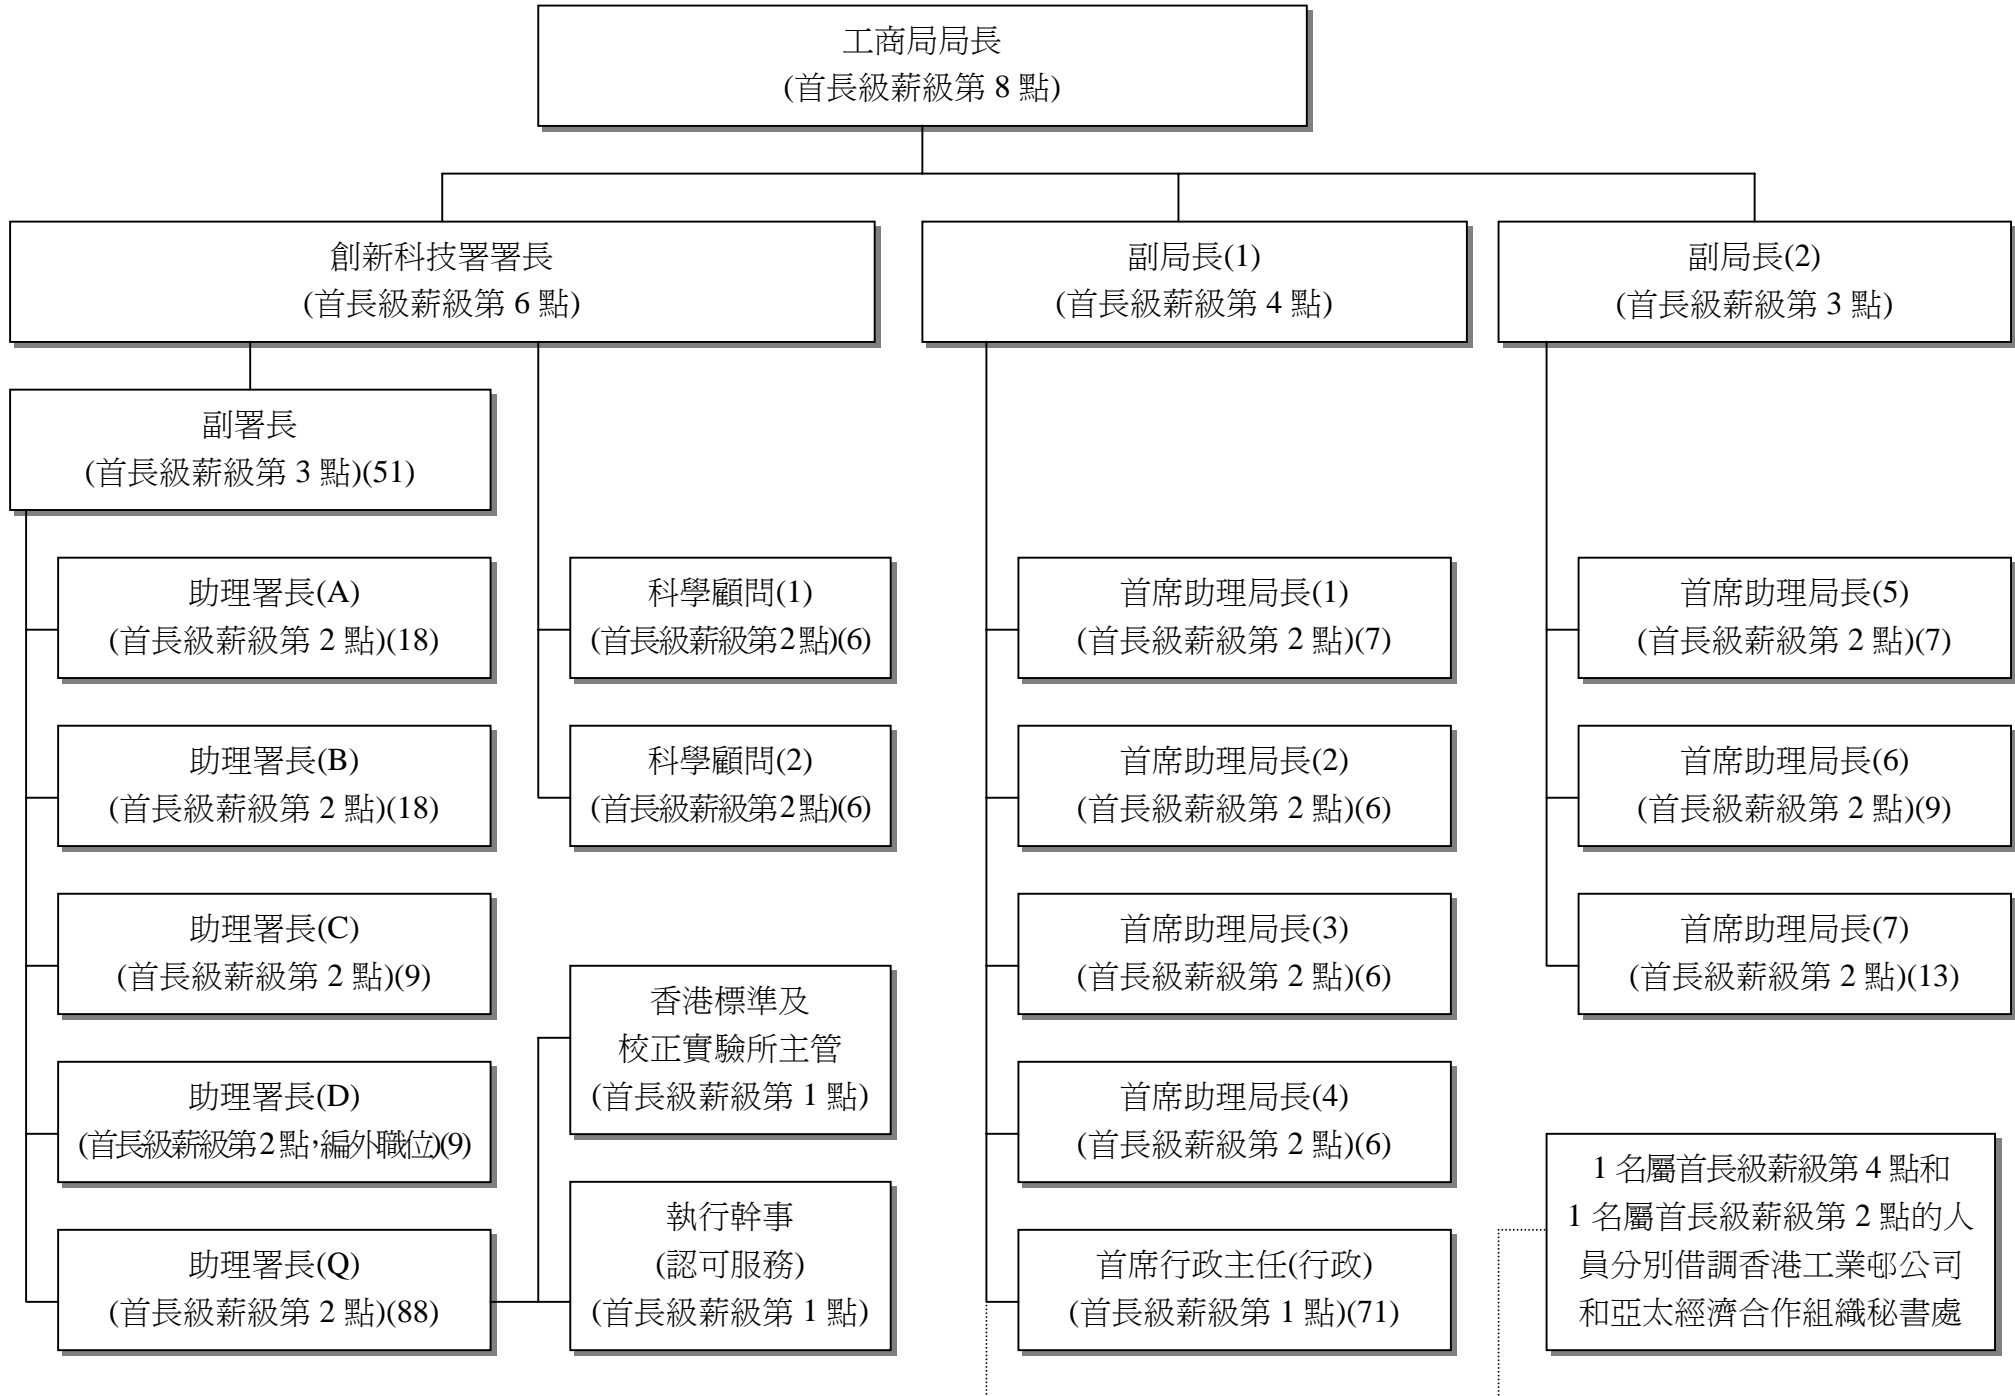 工商局局長
(首長級薪級第 8 點)
創新科技署署長
(首長級薪級第 6 點)
副局長(1)
(首長級薪級第 4 點)
副局長(2)
(首長級薪級第 3 點)
副署長
(首長級薪級第 3 點)(51)
助理署長(A)
(首長級薪級第 2 點)(18)
助理署長(B)
(首長級薪級第 2 點)(18)
助理署長(C)
(首長級薪級第 2 點)(9)
助理署長(D)
(首長級薪級第2點，編外職位)(9)
助理署長(Q)
(首長級薪級第 2 點)(88)
科學顧問(1)
(首長級薪級第2點)(6)
科學顧問(2)
(首長級薪級第2點)(6)
香港標準及
校正實驗所主管
(首長級薪級第 1 點)
執行幹事
(認可服務)
(首長級薪級第 1 點)
首席助理局長(1)
(首長級薪級第 2 點)(7)
首席助理局長(2)
(首長級薪級第 2 點)(6)
首席助理局長(3)
(首長級薪級第 2 點)(6)
首席助理局長(4)
(首長級薪級第 2 點)(6)
首席行政主任(行政)
(首長級薪級第 1 點)(71)
首席助理局長(5)
(首長級薪級第 2 點)(7)
首席助理局長(6)
(首長級薪級第 2 點)(9)
首席助理局長(7)
(首長級薪級第 2 點)(13)
1 名屬首長級薪級第 4 點和
1 名屬首長級薪級第 2 點的人
員分別借調香港工業邨公司
和亞太經濟合作組織秘書處